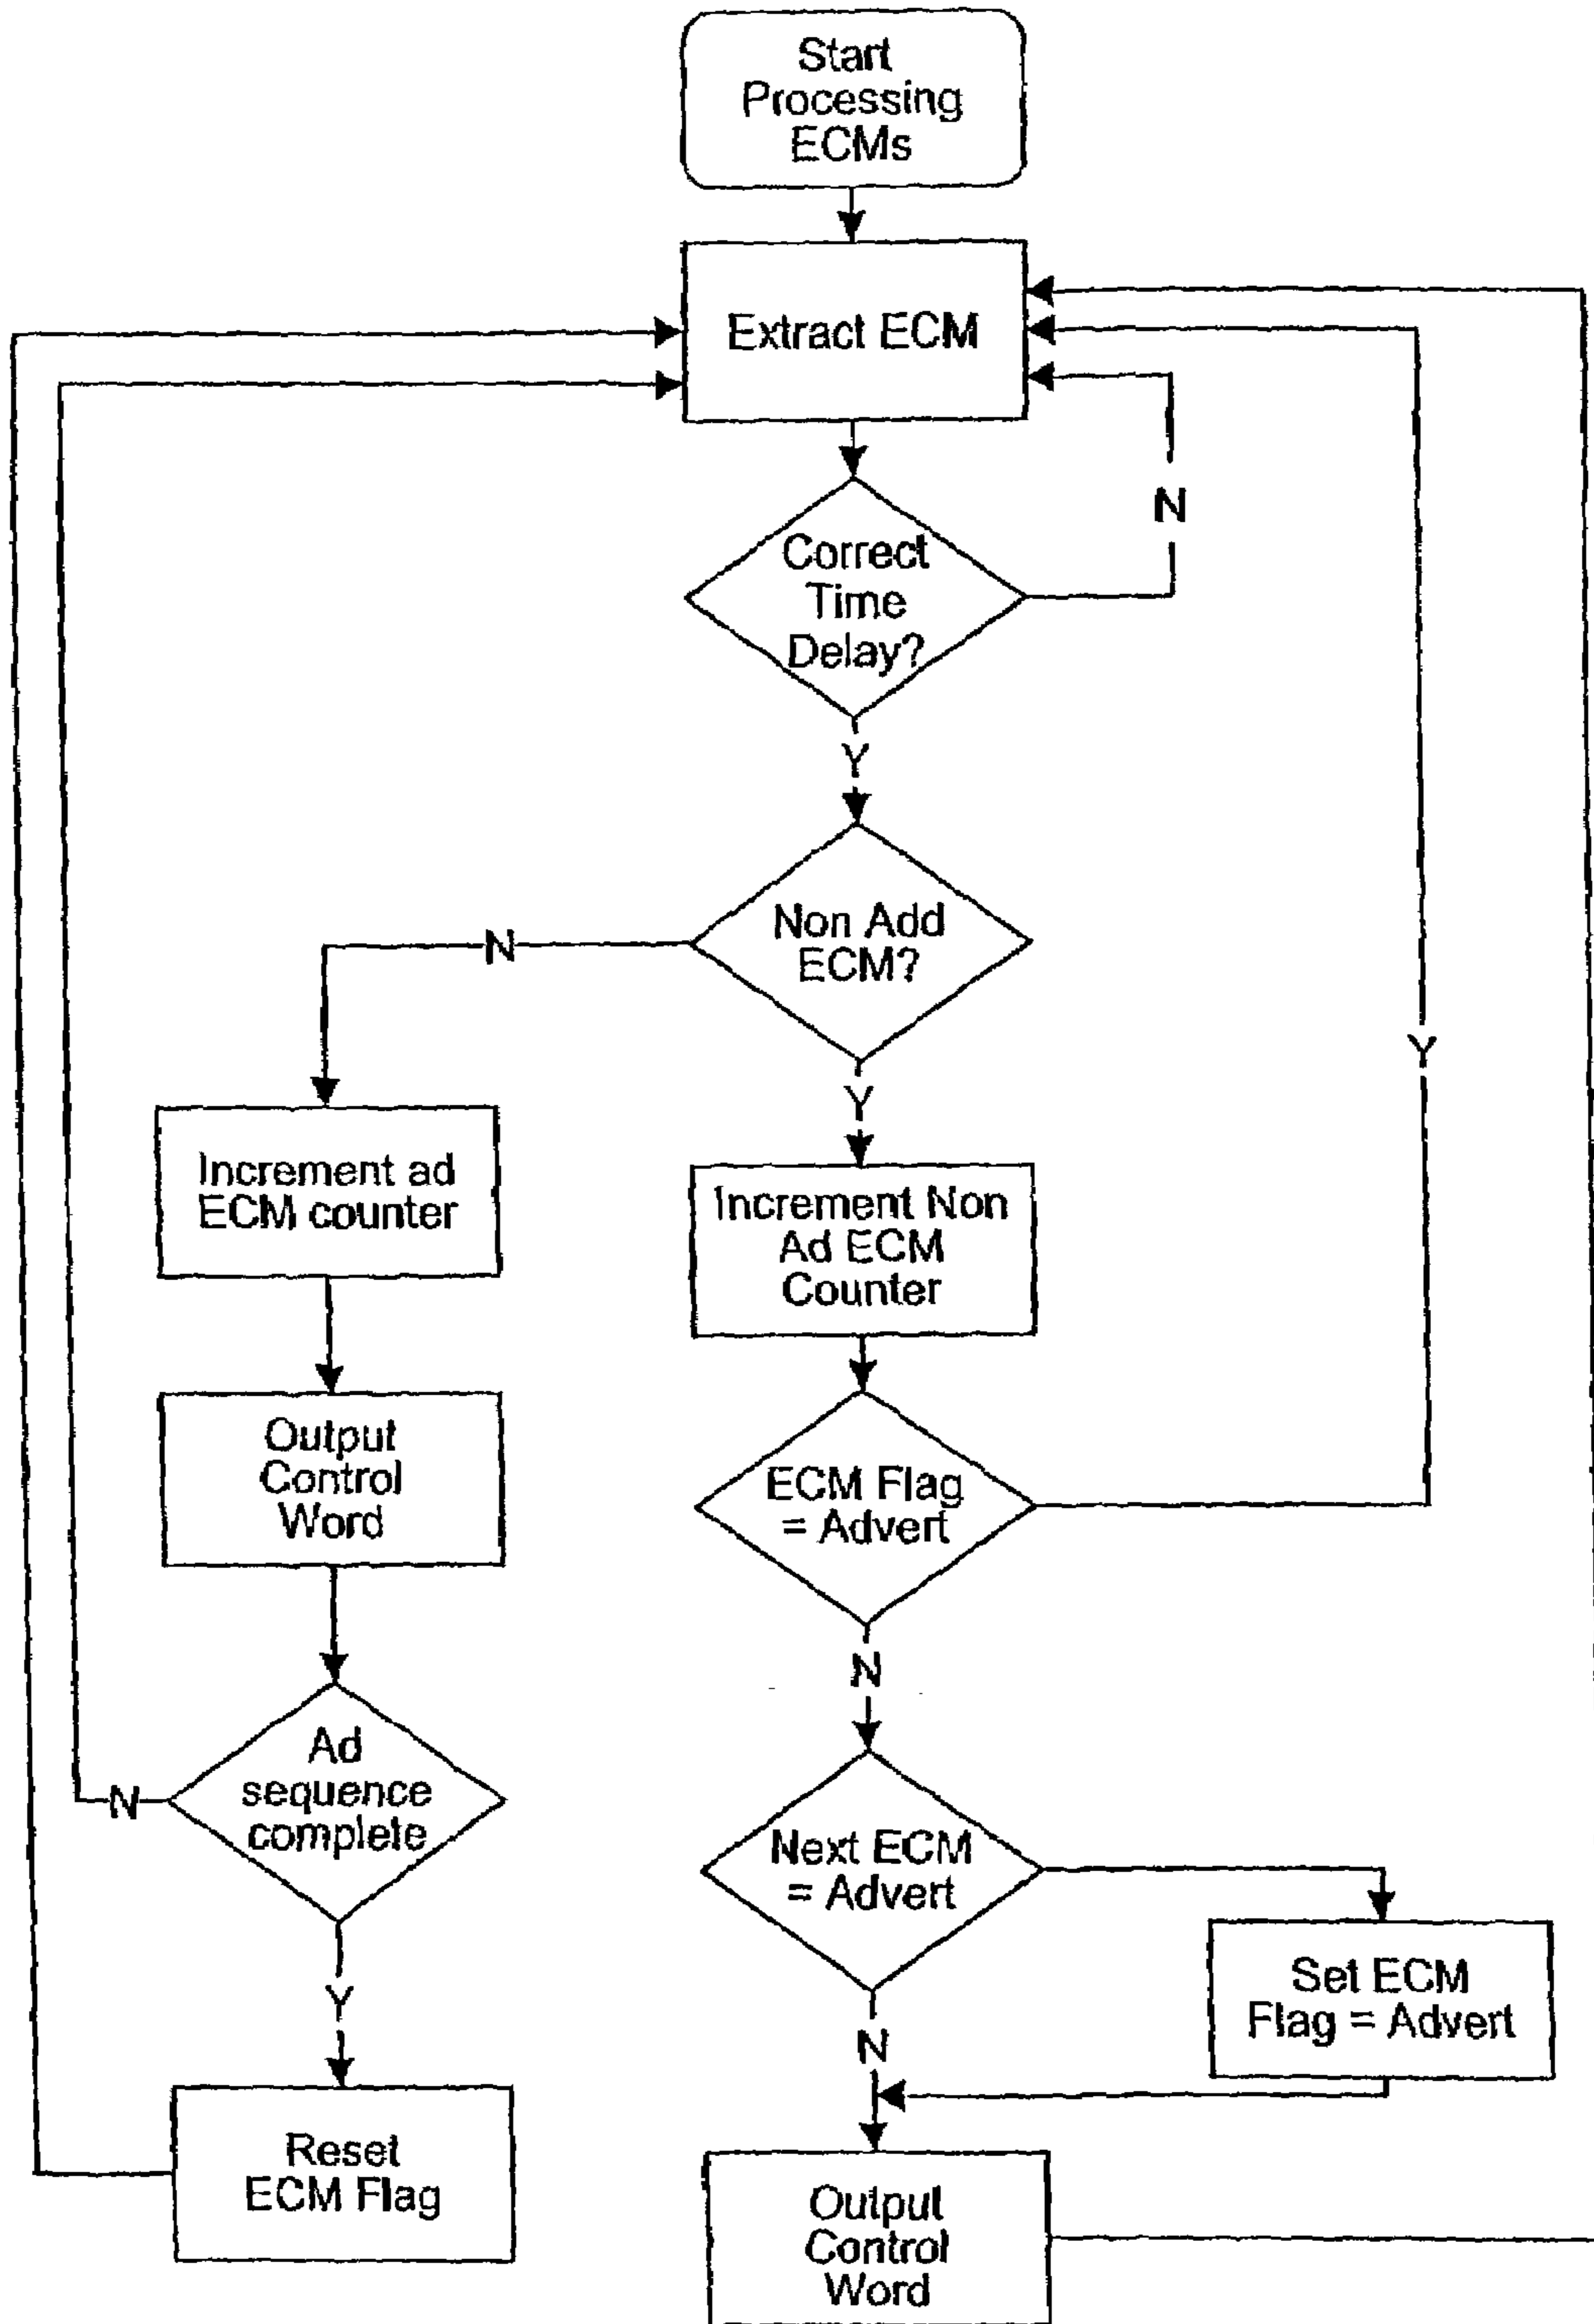 Start
Processing
ECMs
Extract ECM
N
Correct
Time
Delay?
Y
Non Add
ECM?
N
Y
Y
Increment ad
ECM counter
Increment Non
Ad ECM
Counter
Output
Control
Word
ECM Flag
= Advert
N
Ad
sequence
complete
N
Next ECM
= Advert
Y
N
Set ECM
Flag = Advert
Reset
ECM Flag
Output
Control
Word